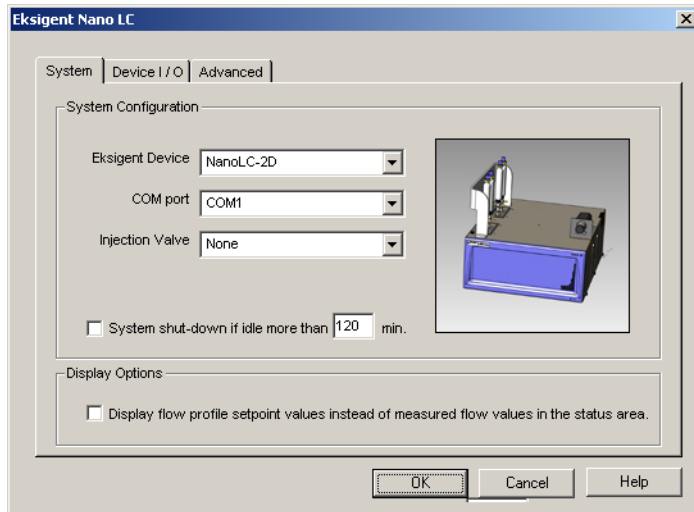 Eksigent Nano LC
System Device I / O Advanced
System Configuration
Eksigent Device NanoLC-2D
COM port COM1
Injection Valve None
System shut-down if idle more than 120 min.
Display Options
Display flow profile setpoint values instead of measured flow values in the status area.
OK Cancel Help